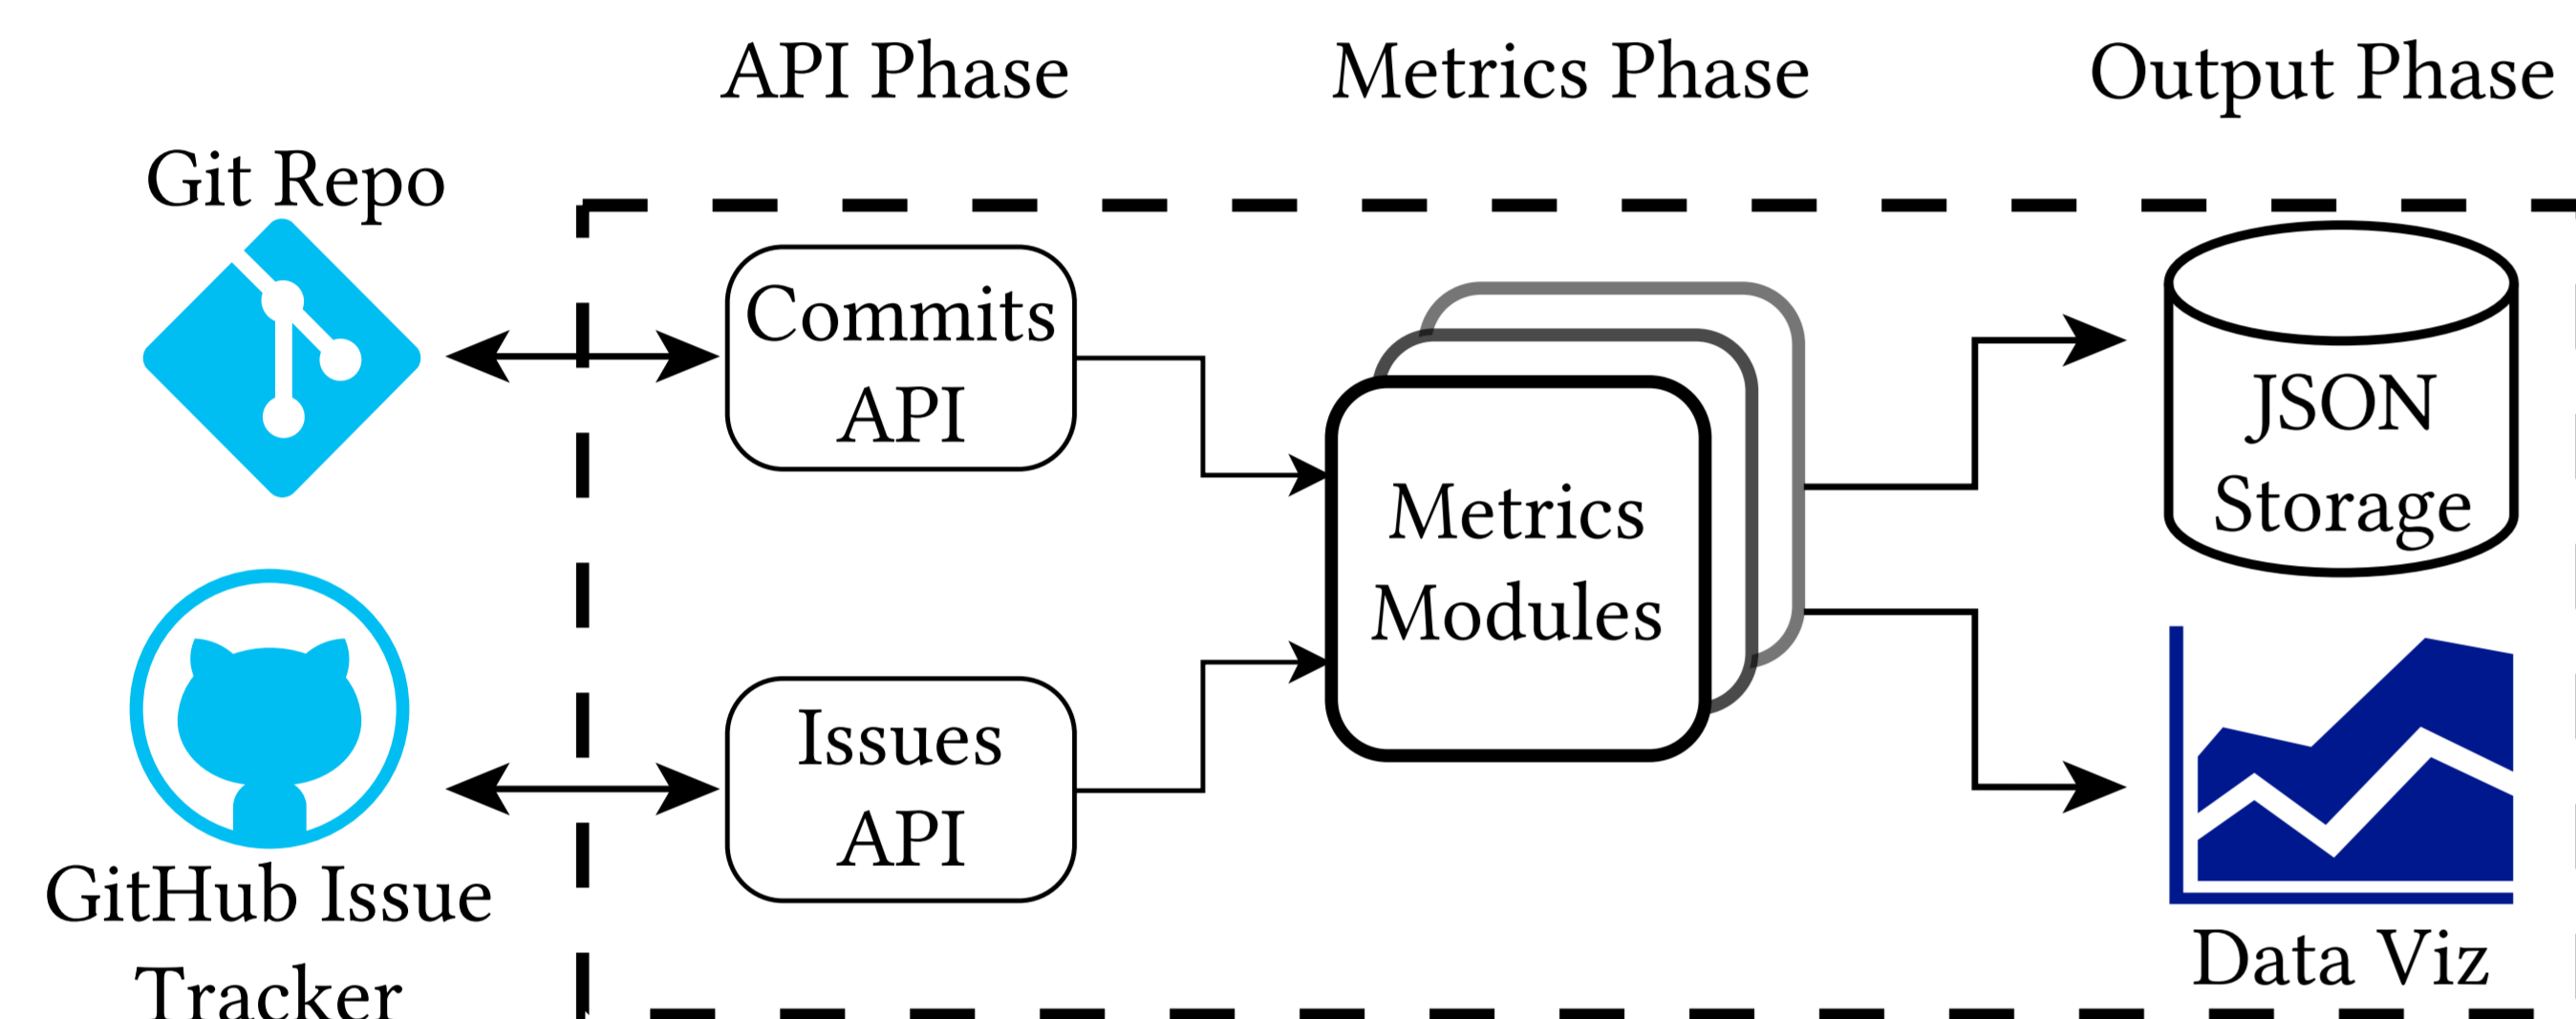 API Phase
Metrics Phase
Output Phase
Git Repo
Commits
API
Metrics
Modules
JSON
Storage
Issues
API
GitHub Issue
Tracker
Data Viz